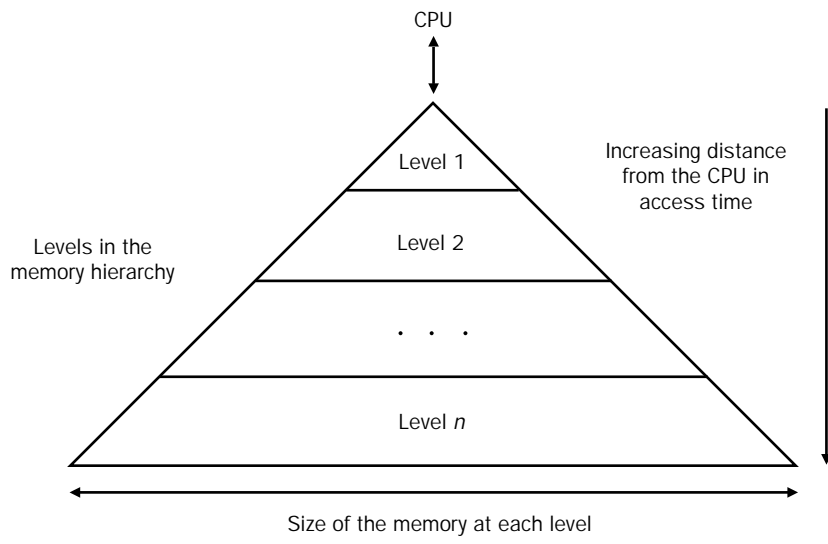 CPU
Level 1
Increasing distance
from the CPU in
access time
Level 2
Levels in the
memory hierarchy
. . .
Level n
Size of the memory at each level